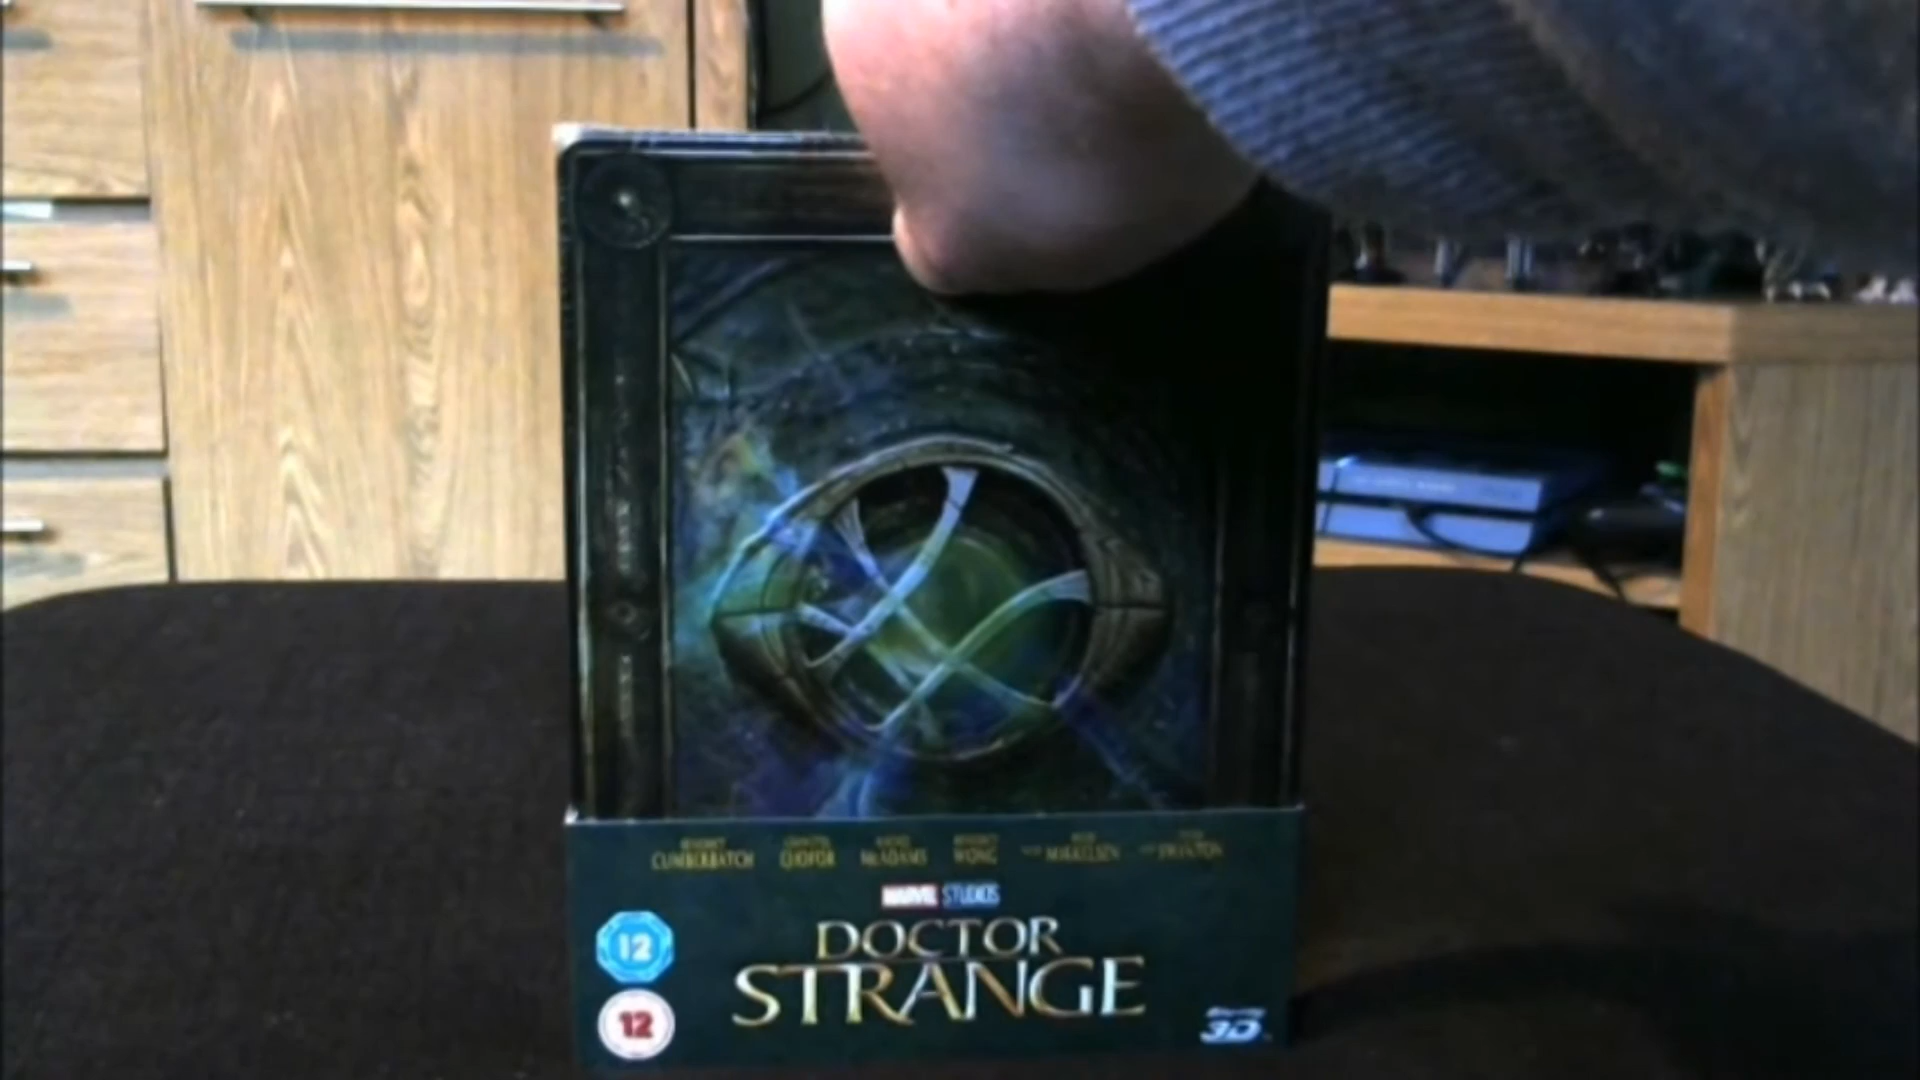 CUMBERBATCH EJIOFOR McADAMS WONG MIKKELSEN SWINTON
MARVEL STUDIOS
DOCTOR
STRANGE
12
12
3D